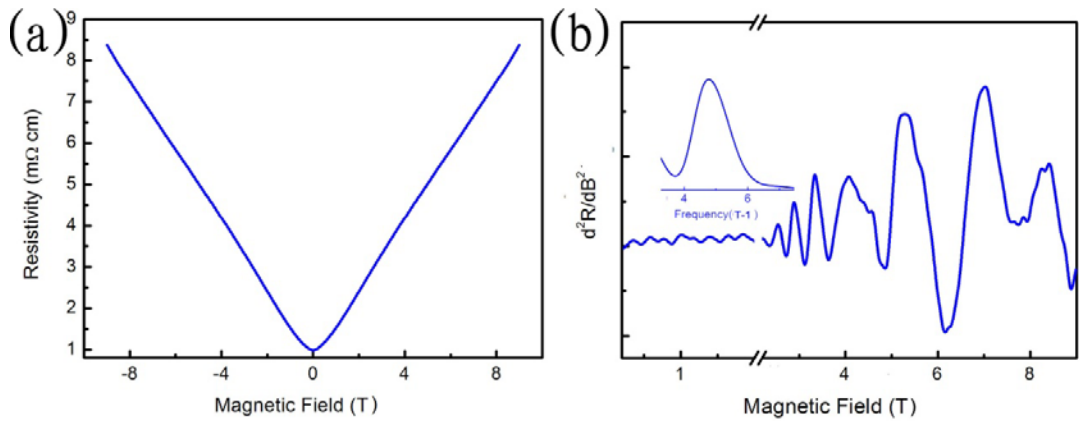 (a)
9
8
7
6
5
4
3
2
1
Resistivity (mΩ cm)
-8 -4 0 4 8
Magnetic Field (T)
(b)
d²R/dB²
4 6
Frequency(T-1)
1 4 6 8
Magnetic Field (T)